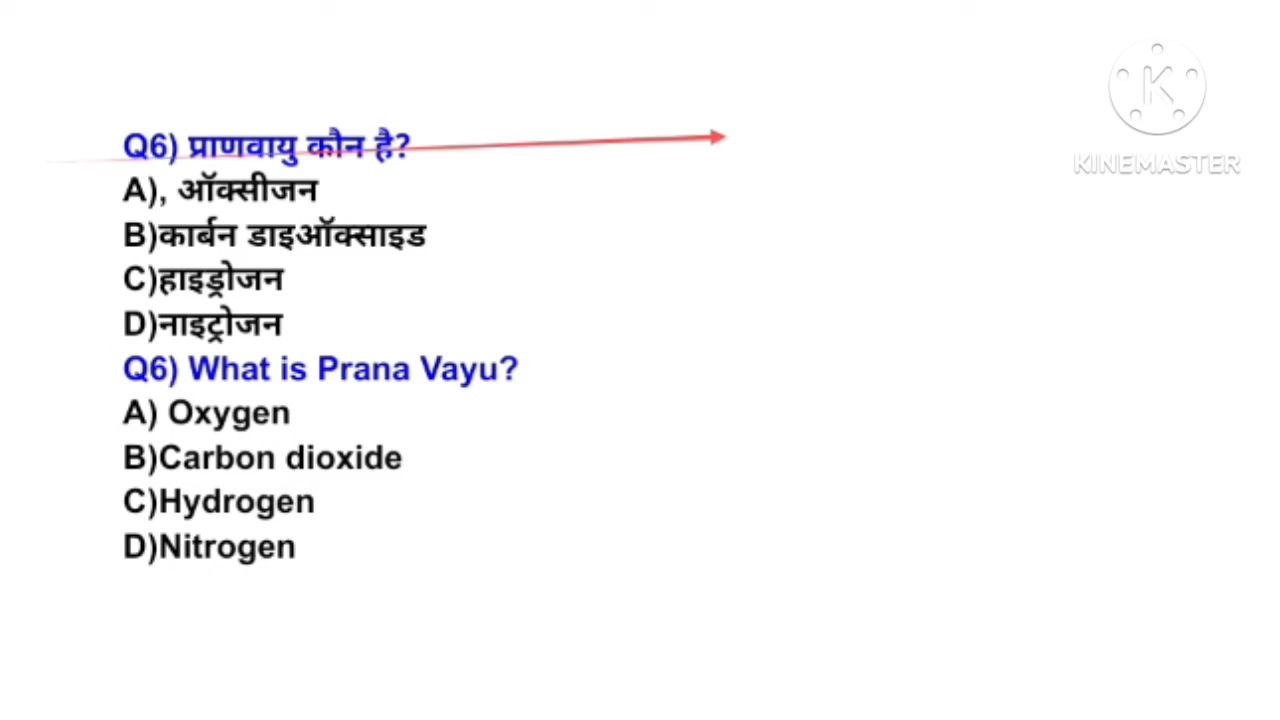 Q6) प्राणवायु कौन है?
A), ऑक्सीजन
B)कार्बन डाइऑक्साइड
C)हाइड्रोजन
D)नाइट्रोजन
Q6) What is Prana Vayu?
A) Oxygen
B)Carbon dioxide
C)Hydrogen
D)Nitrogen
K
KINEMASTER